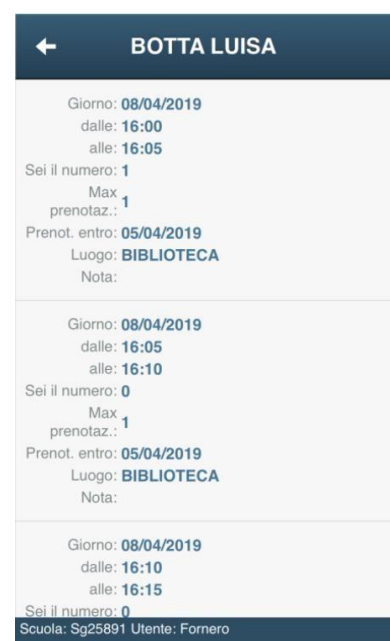 BOTTA LUISA
Giorno: 08/04/2019
dalle: 16:00
alle: 16:05
Sei il numero: 1
Max
prenotaz.: 1
Prenot. entro: 05/04/2019
Luogo: BIBLIOTECA
Nota:
Giorno: 08/04/2019
dalle: 16:05
alle: 16:10
Sei il numero: 0
Max
prenotaz.: 1
Prenot. entro: 05/04/2019
Luogo: BIBLIOTECA
Nota:
Giorno: 08/04/2019
dalle: 16:10
alle: 16:15
Sei il numero: 0
Scuola: Sg25891 Utente: Fornero